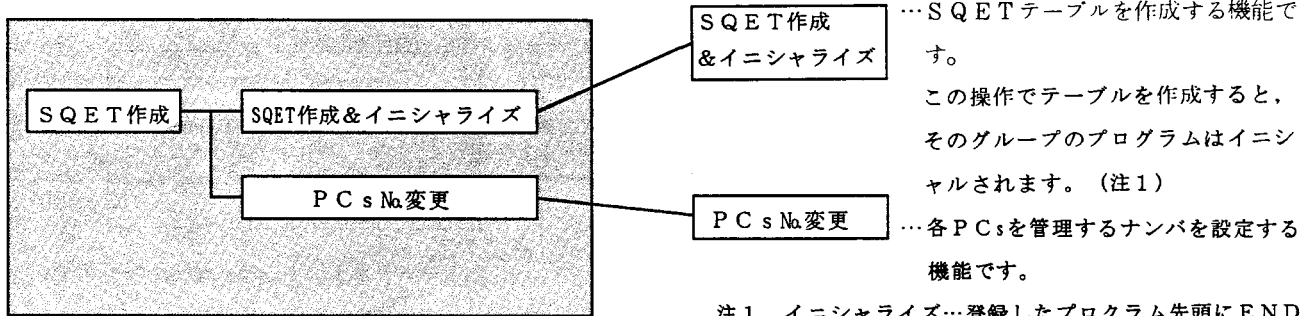 SQET作成
SQET作成&イニシャライズ
PCs№変更
SQET作成
&イニシャライズ
…SQETテーブルを作成する機能で
す。
この操作でテーブルを作成すると,
そのグループのプログラムはイニシ
ャルされます。(注1)
PCs№変更
…各PCsを管理するナンバを設定する
機能です。
注1 イニシャライズ…登録したプログラム先頭にEND